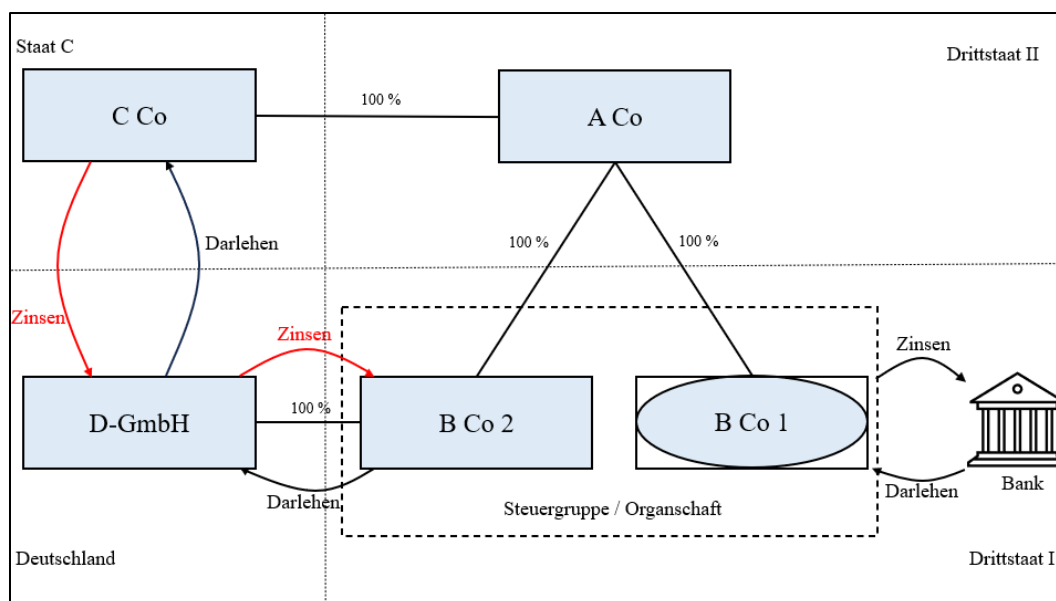 Staat C
Drittstaat II
C Co
100 %
A Co
Darlehen
100 %
100 %
Zinsen
Zinsen
Zinsen
D-GmbH
100 %
B Co 2
B Co 1
Darlehen
Darlehen
Bank
Steuergruppe / Organschaft
Deutschland
Drittstaat I